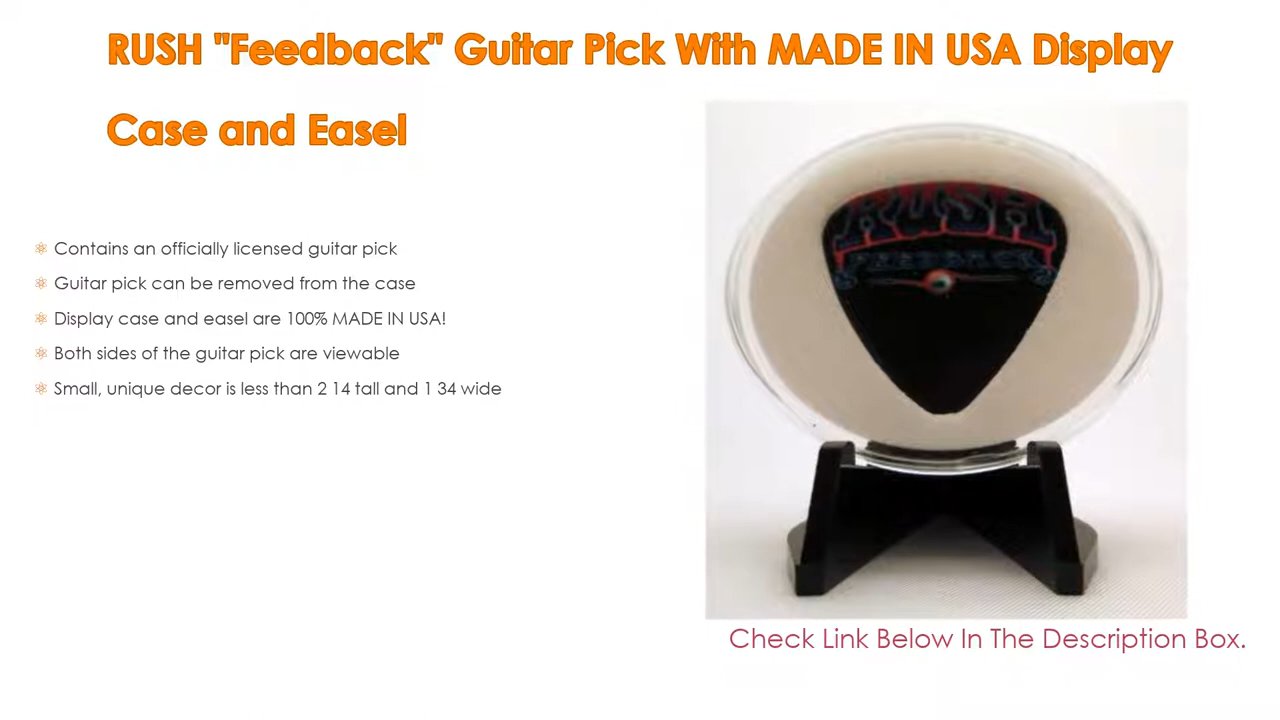 RUSH "Feedback" Guitar Pick With MADE IN USA Display
Case and Easel
Contains an officially licensed guitar pick
Guitar pick can be removed from the case
Display case and easel are 100% MADE IN USA!
Both sides of the guitar pick are viewable
Small, unique decor is less than 2 14 tall and 1 34 wide
RUSH
FEEDBACK
Check Link Below In The Description Box.